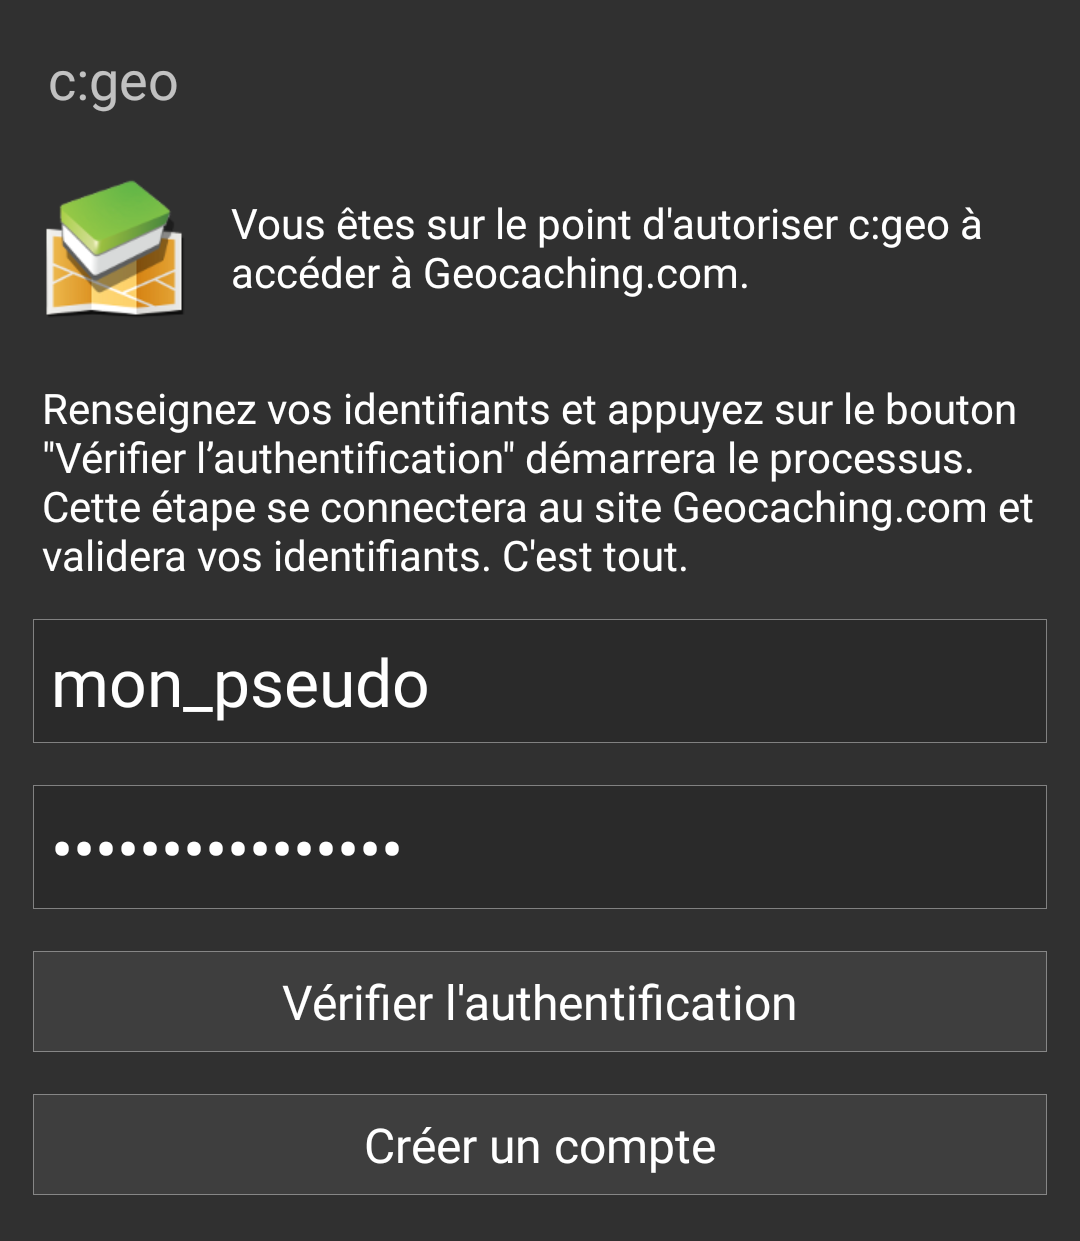 c:geo
Vous êtes sur le point d'autoriser c:geo à
accéder à Geocaching.com.
Renseignez vos identifiants et appuyez sur le bouton
"Vérifier l’authentification" démarrera le processus.
Cette étape se connectera au site Geocaching.com et
validera vos identifiants. C'est tout.
mon_pseudo
••••••••••••••••
Vérifier l'authentification
Créer un compte